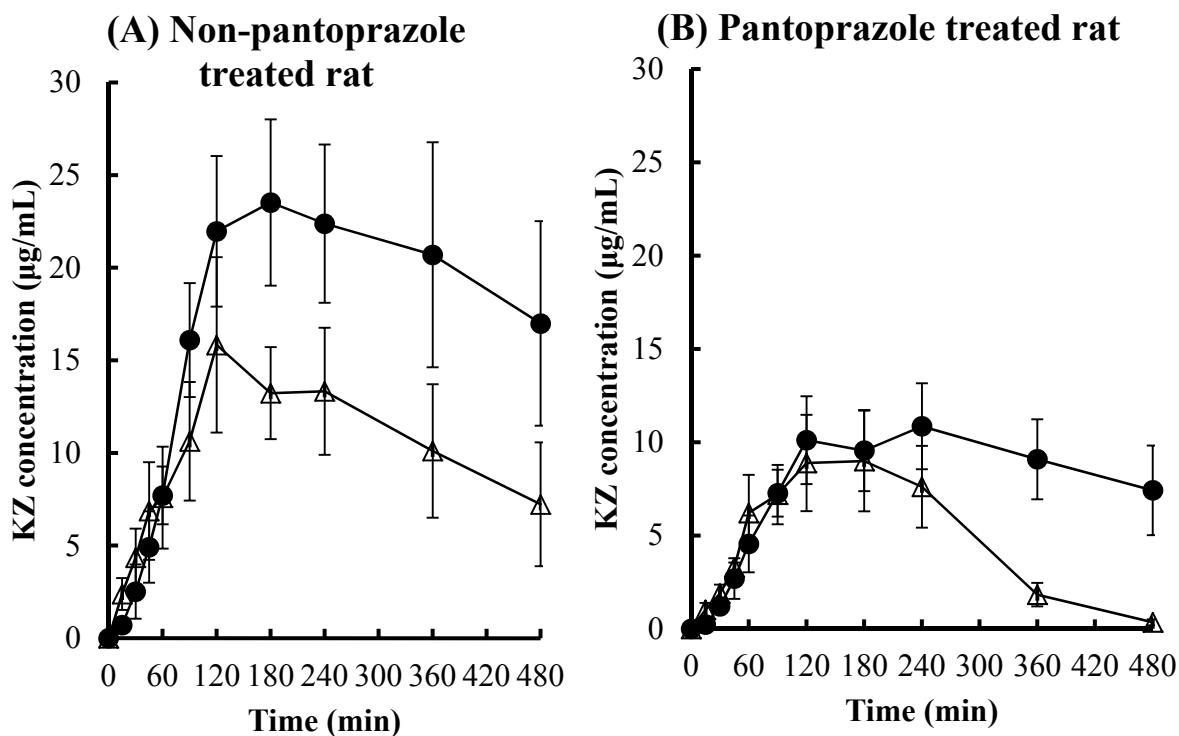 (A) Non-pantoprazole
treated rat
KZ concentration (µg/mL)
30
25
20
15
10
5
0
0 60 120 180 240 300 360 420 480
Time (min)
(B) Pantoprazole treated rat
KZ concentration (µg/mL)
30
25
20
15
10
5
0
0 60 120 180 240 300 360 420 480
Time (min)